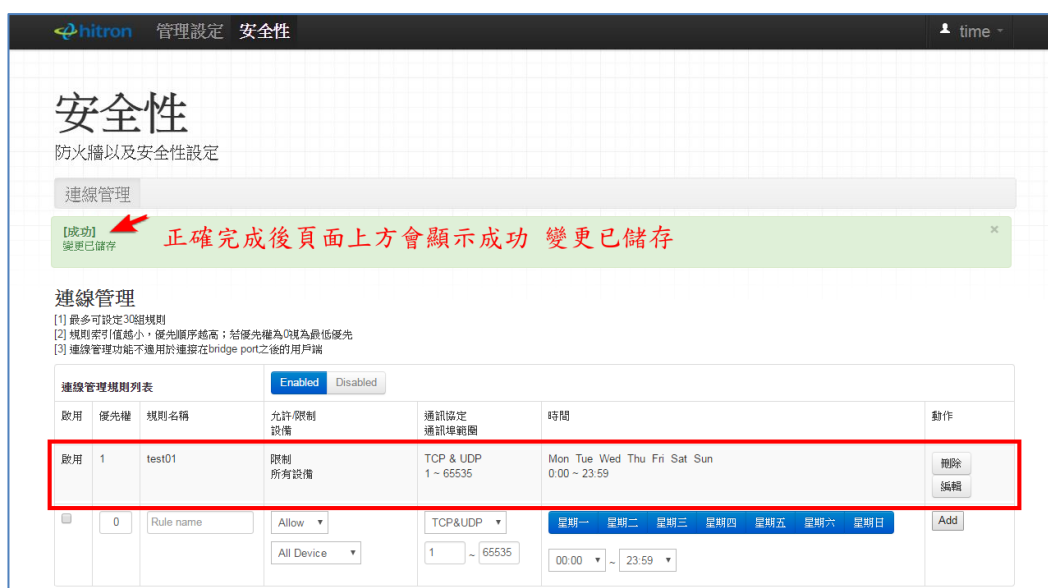 hitron 管理設定 安全性 time
安全性
防火牆以及安全性設定
連線管理
[成功]
變更已儲存
正確完成後頁面上方會顯示成功 變更已儲存
×
連線管理
[1] 最多可設定30組規則
[2] 規則索引值越小，優先順序越高；若優先權為0視為最低優先
[3] 連線管理功能不適用於連接在bridge port之後的用戶端
連線管理規則列表 Enabled Disabled
啟用 優先權 規則名稱 允許/限制 通訊協定 時間 動作
設備 通訊埠範圍
啟用 1 test01 限制 TCP & UDP Mon Tue Wed Thu Fri Sat Sun 刪除
所有設備 1 ~ 65535 0:00 ~ 23:59 編輯
0 Rule name Allow TCP&UDP 星期一 星期二 星期三 星期四 星期五 星期六 星期日 Add
All Device 1 ~ 65535 00:00 ~ 23:59